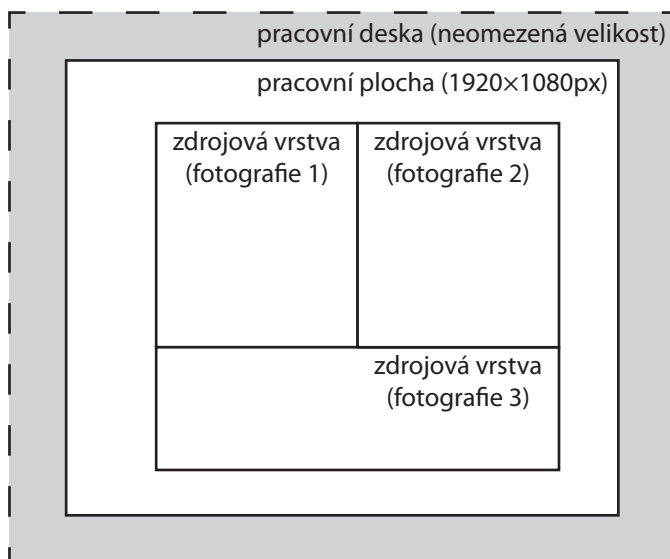 pracovní deska (neomezená velikost)
pracovní plocha (1920×1080px)
zdrojová vrstva
(fotografie 1)
zdrojová vrstva
(fotografie 2)
zdrojová vrstva
(fotografie 3)